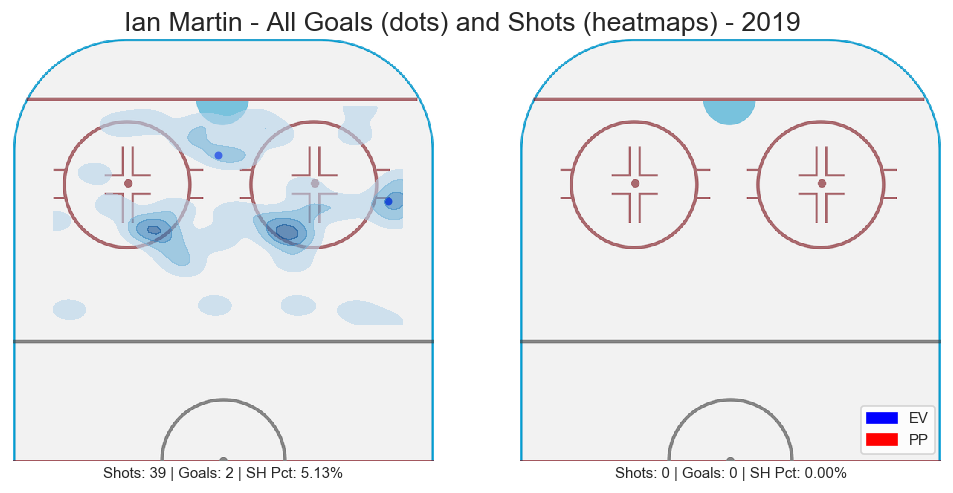 Ian Martin - All Goals (dots) and Shots (heatmaps) - 2019
EV
PP
Shots: 39 | Goals: 2 | SH Pct: 5.13%
Shots: 0 | Goals: 0 | SH Pct: 0.00%